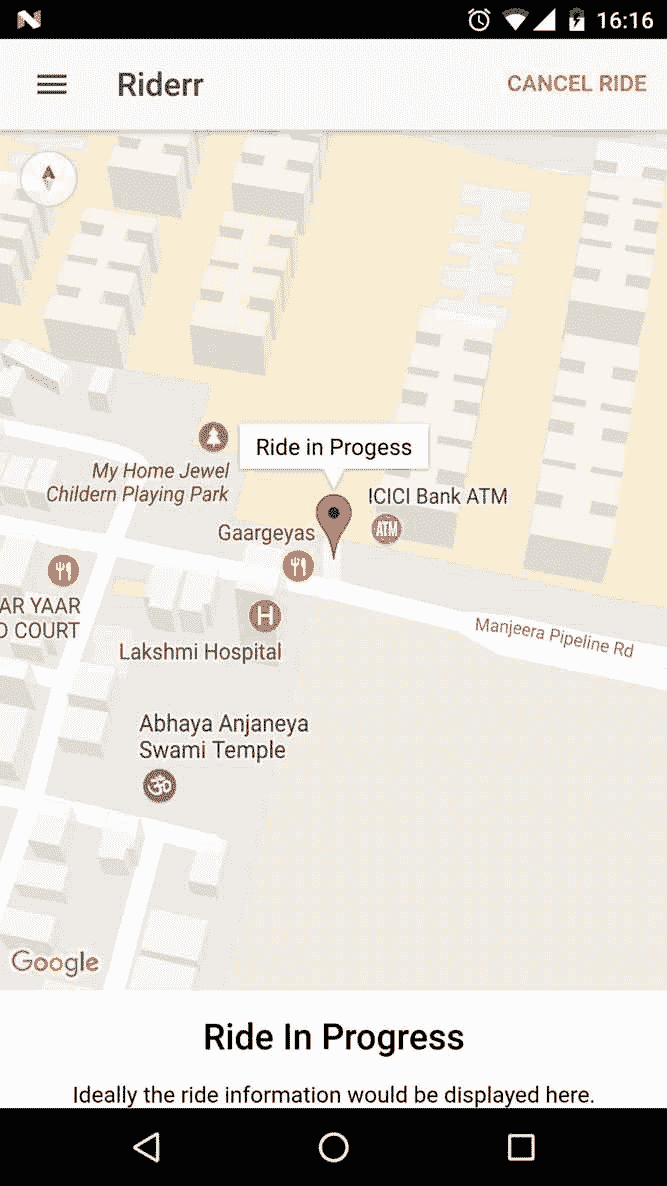 16:16
Riderr
CANCEL RIDE
Ride in Progess
My Home Jewel
Childern Playing Park
ICICI Bank ATM
ATM
Gaargeyas
AR YAAR
D COURT
H
Lakshmi Hospital
Manjeera Pipeline Rd
Abhaya Anjaneya
Swami Temple
ॐ
Google
Ride In Progress
Ideally the ride information would be displayed here.